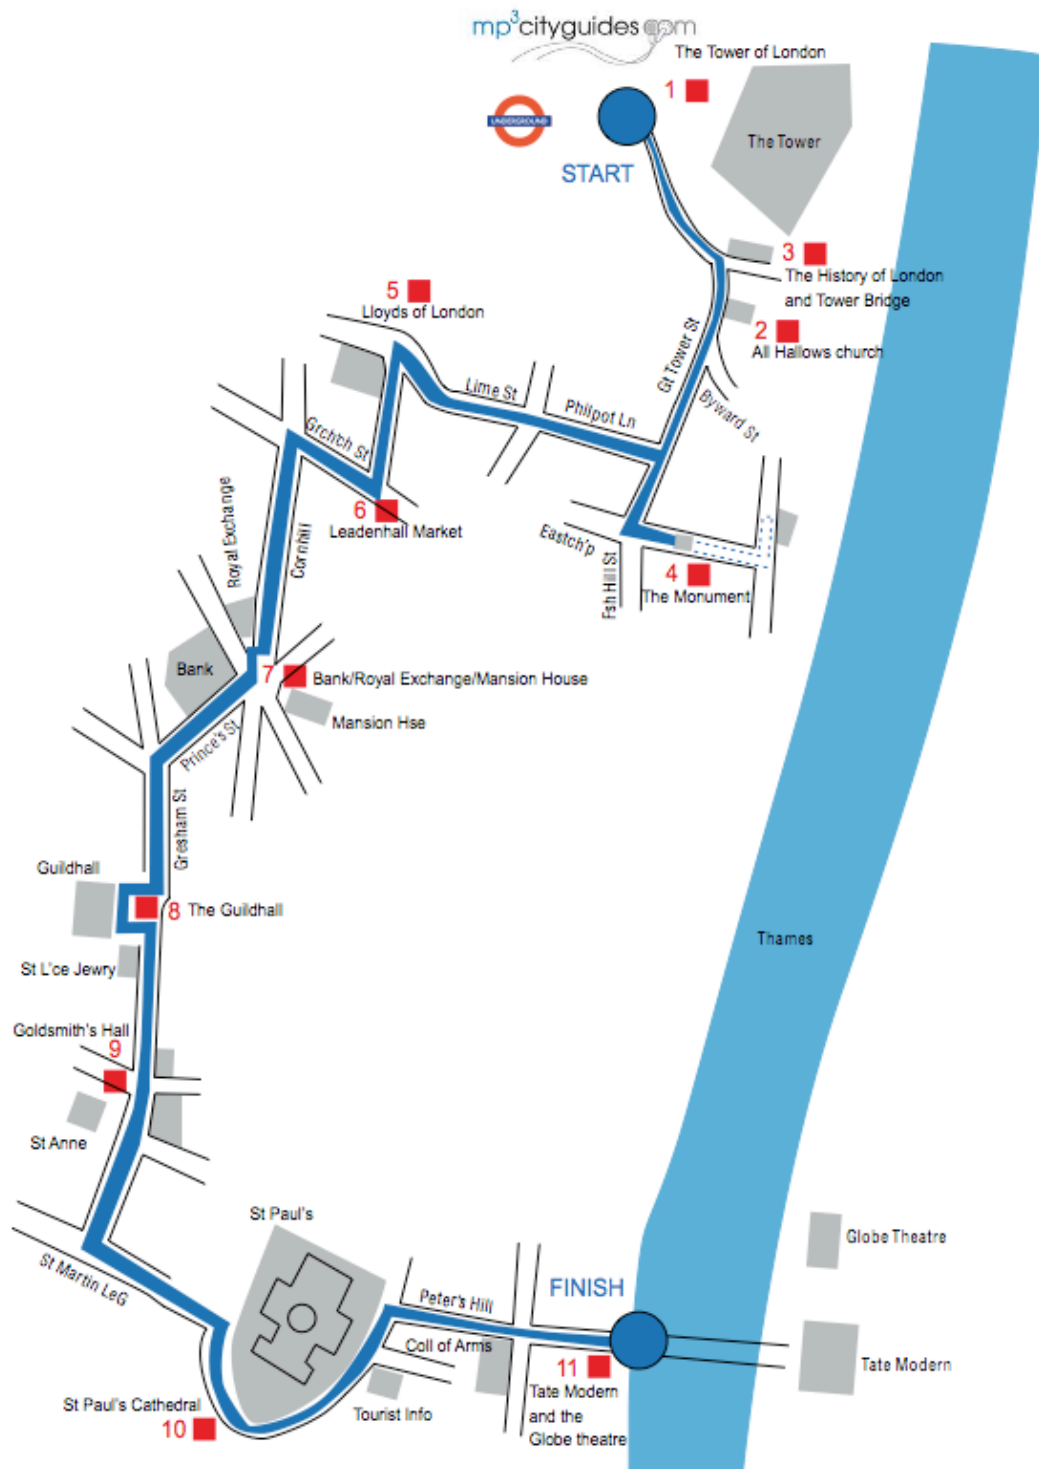 mp3cityguides.com
The Tower of London
1
UNDERGROUND
The Tower
START
3
The History of London
and Tower Bridge
5
Lloyds of London
2
All Hallows church
Gt Tower St
Lime St
Philpot Ln
Byward St
Grch'ch St
6
Leadenhall Market
Royal Exchange
Cornhill
Eastch'p
Fsh Hill St
4
The Monument
Bank
7
Bank/Royal Exchange/Mansion House
Mansion Hse
Prince's St
Gresham St
Guildhall
8
The Guildhall
Thames
St L'ce Jewry
Goldsmith's Hall
9
St Anne
St Paul's
Globe Theatre
St Martin LeG
Peter's Hill
FINISH
Coll of Arms
11
Tate Modern
Tate Modern
and the
Globe theatre
St Paul's Cathedral
10
Tourist Info